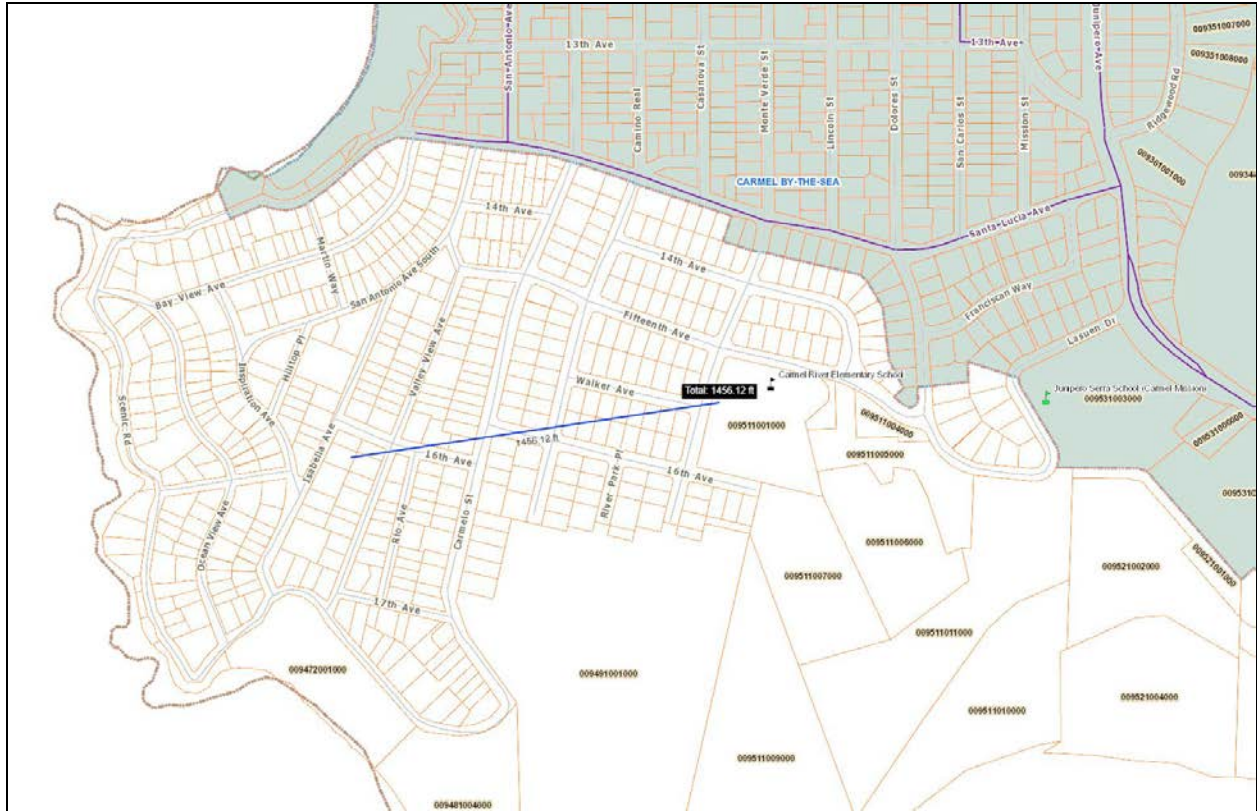 San-Antonio-Ave
13th Ave
13th-Ave
Junipero-Ave
009351007000
009351008000
Ridgewood Rd
Camino Real
Casanova St
Monte Verde St
Lincoln St
Dolores St
San Carlos St
Mission St
009361001000
CARMEL BY-THE-SEA
Santa-Lucia-Ave
14th Ave
Martin Way
San Antonio Ave South
Bay View Ave
14th Ave
Franciscan Way
Fifteenth Ave
Lasuen Dr
Hilltop Pl
Valley View Ave
Inspiration Ave
Scenic Rd
Walker Ave
Total: 1456.12 ft
Carmel River Elementary School
Junipero Serra School (Carmel Mission)
009531003000
009511001000
009511004000
Isabella Ave
1456.12 ft
16th Ave
16th Ave
009511005000
River Park Pl
Carmelo St
Rio Ave
Ocean View Ave
009511006000
009521002000
009521001000
009511007000
17th Ave
009511011000
009472001000
009491001000
009521004000
009511010000
009511009000
009481004000